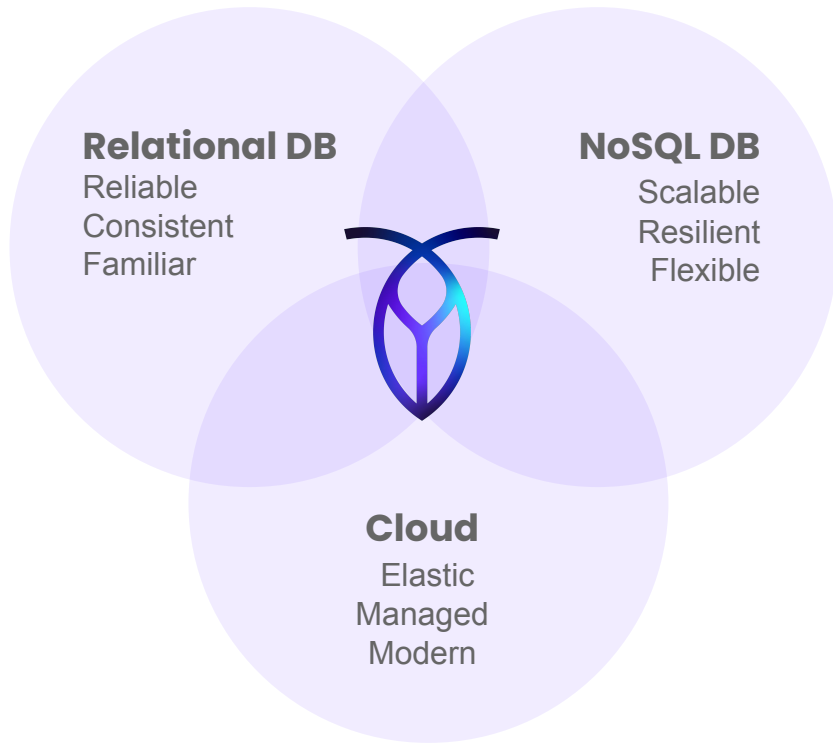 Relational DB
Reliable
Consistent
Familiar
NoSQL DB
Scalable
Resilient
Flexible
Cloud
Elastic
Managed
Modern